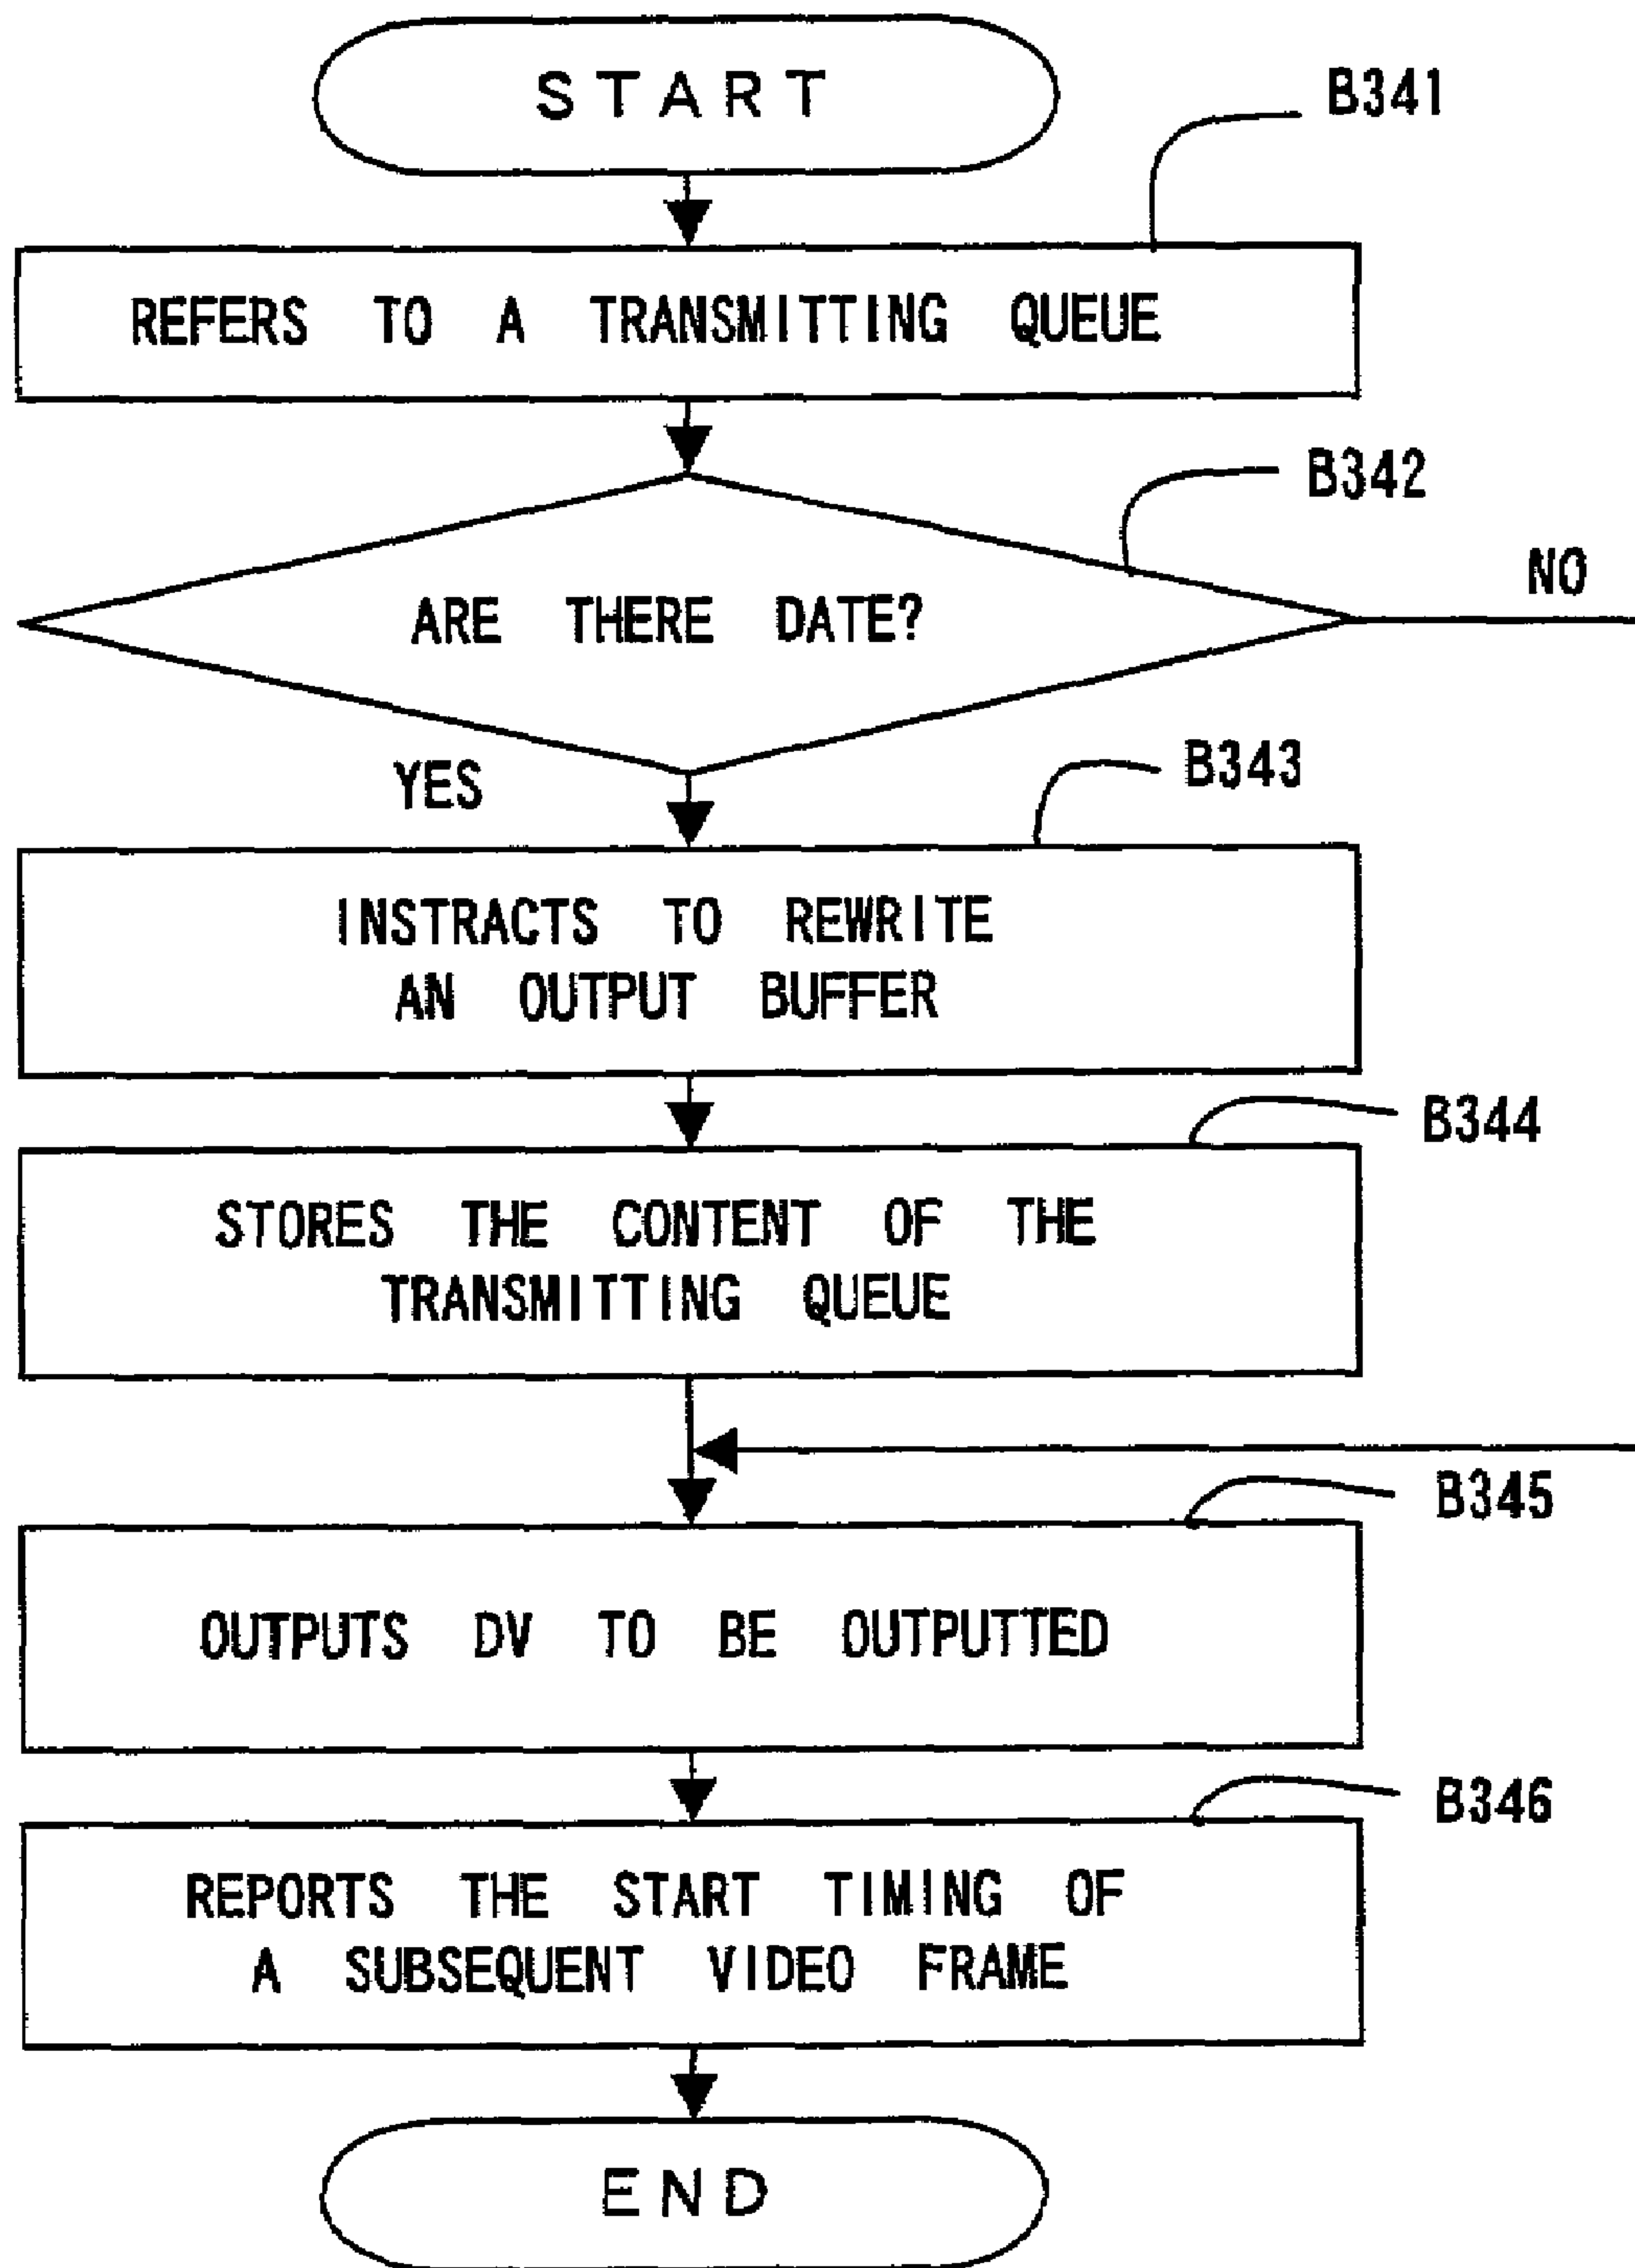 START
B341
REFERS TO A TRANSMITTING QUEUE
B342
NO
ARE THERE DATE?
YES
B343
INSTRACTS TO REWRITE
AN OUTPUT BUFFER
B344
STORES THE CONTENT OF THE
TRANSMITTING QUEUE
B345
OUTPUTS DV TO BE OUTPUTTED
B346
REPORTS THE START TIMING OF
A SUBSEQUENT VIDEO FRAME
END